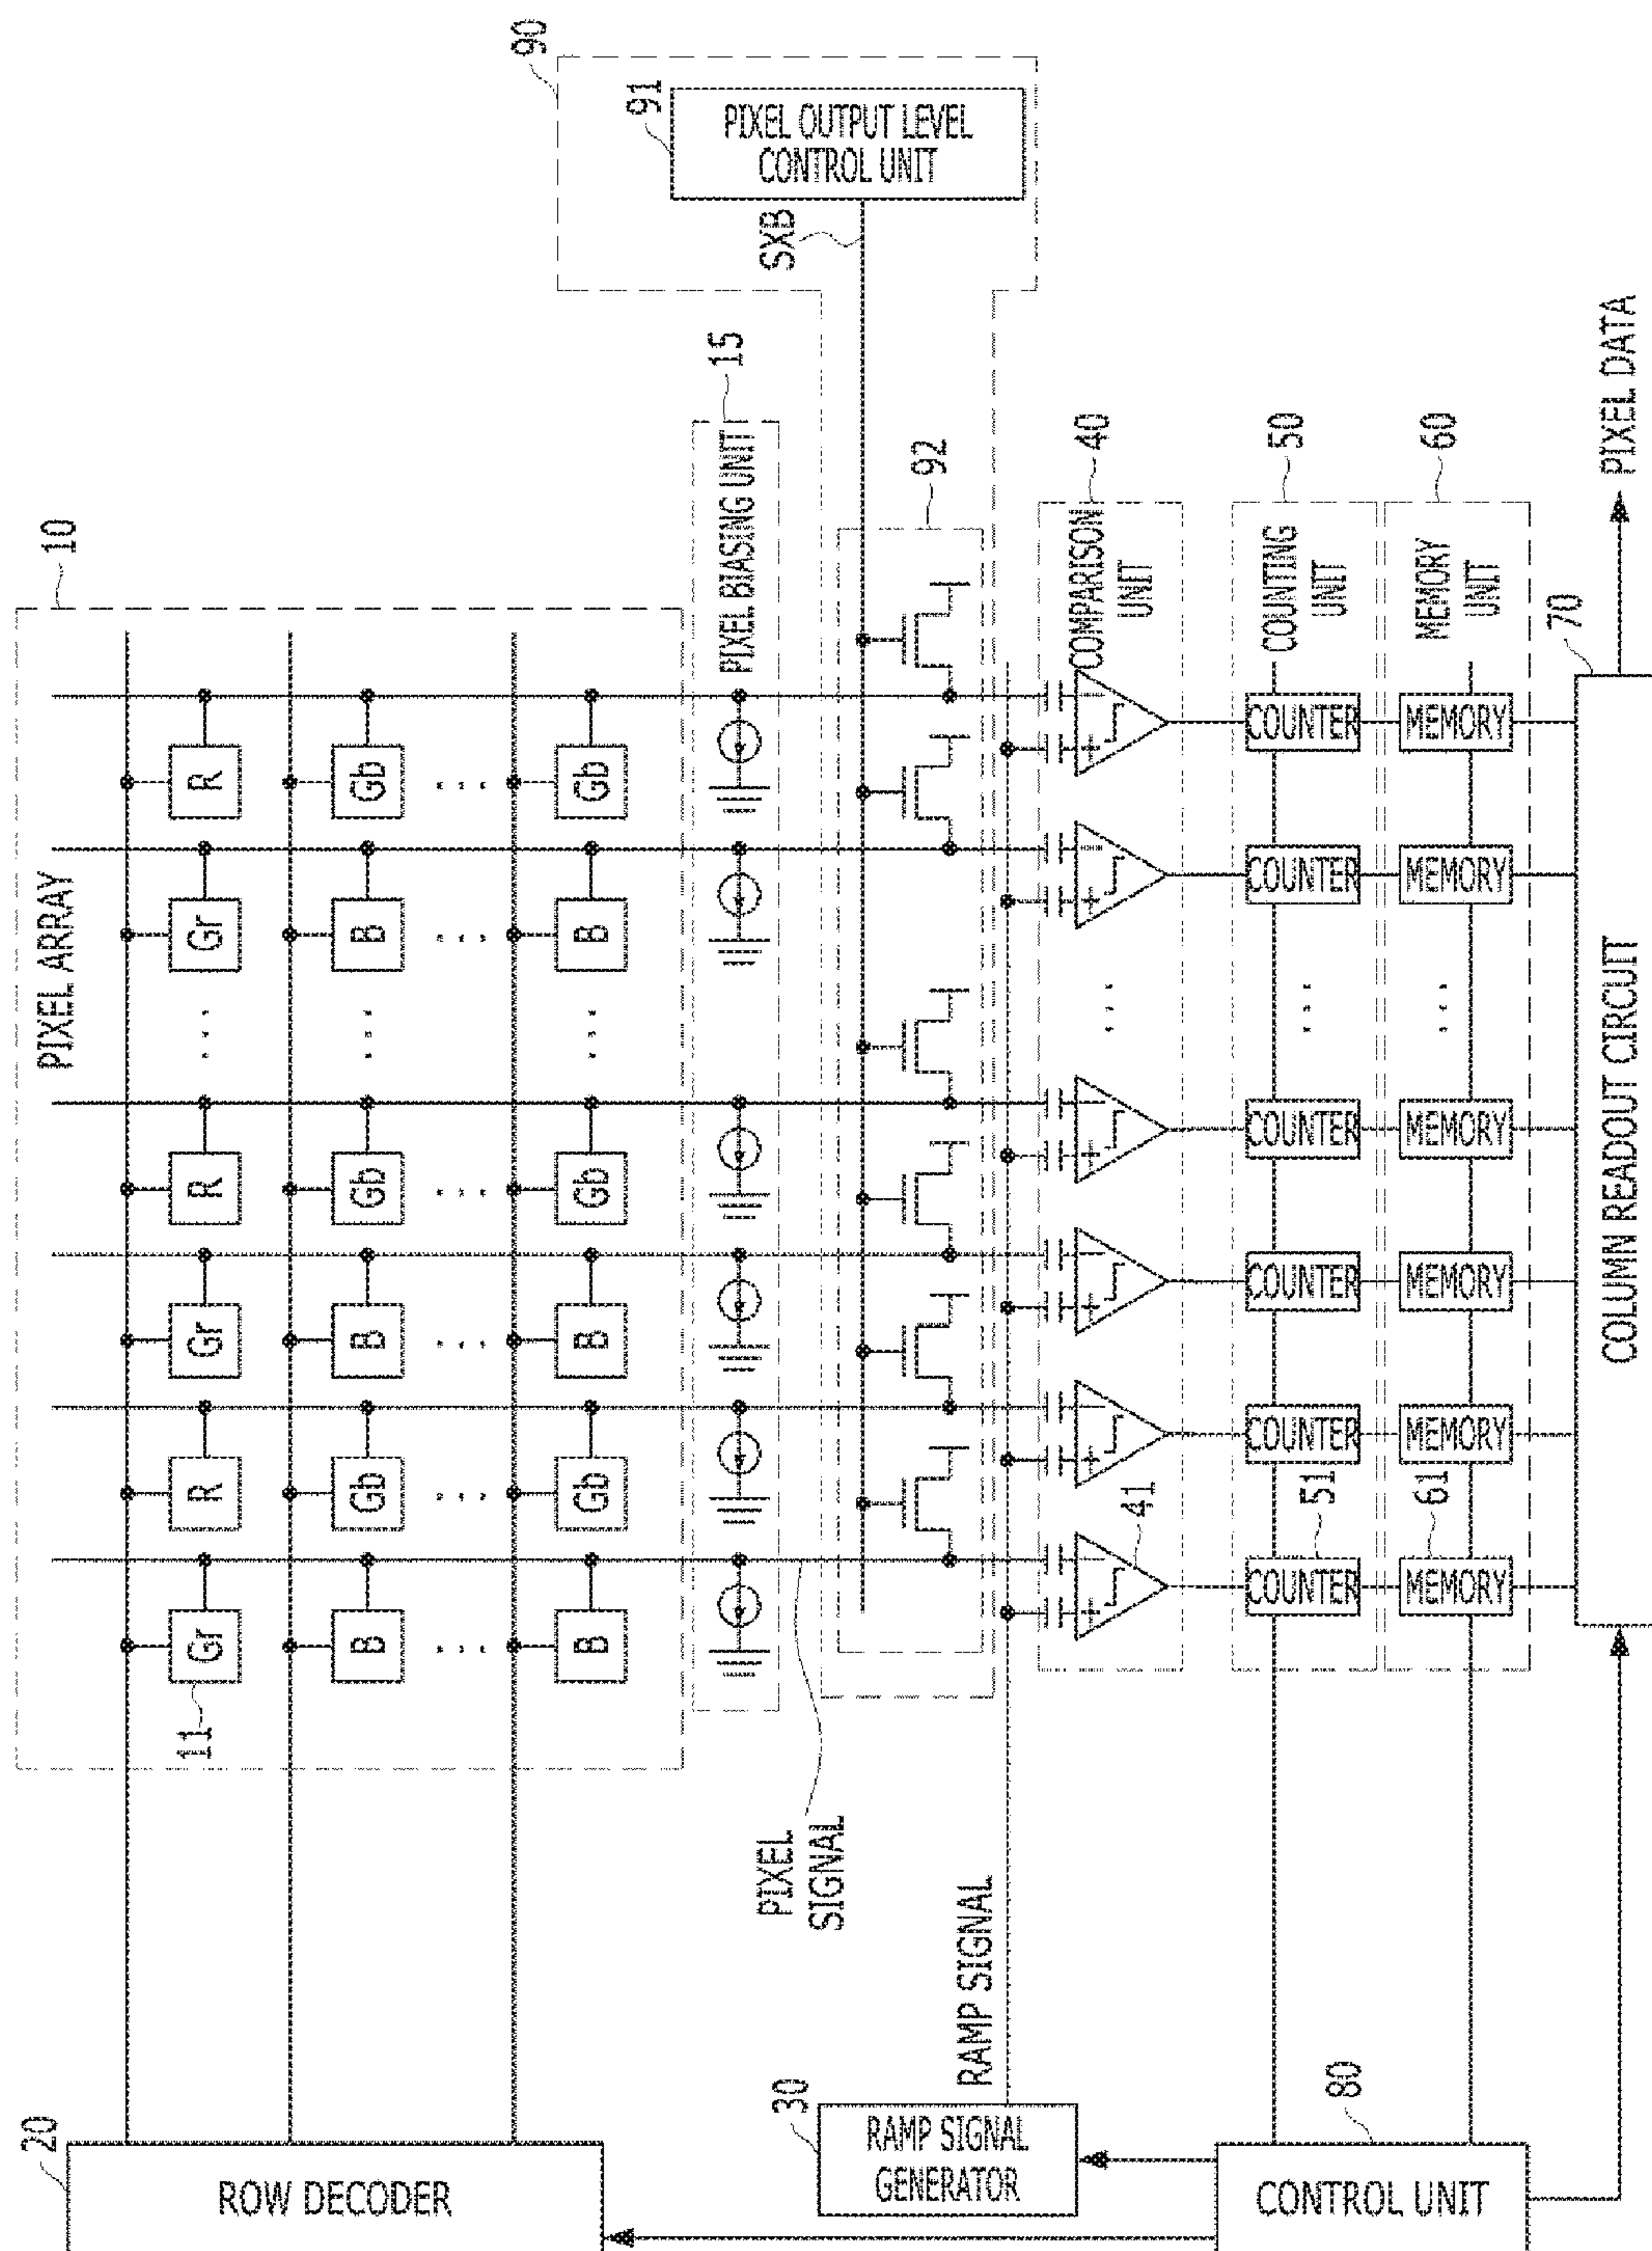 20
PIXEL ARRAY
10
ROW DECODER
11
Gr
R
Gr
R
...
Gr
R
B
Gb
B
Gb
...
B
Gb
...
...
...
...
...
...
B
Gb
B
Gb
...
B
Gb
PIXEL BIASING UNIT
15
90
91
PIXEL OUTPUT LEVEL
CONTROL UNIT
SXB
PIXEL
SIGNAL
92
30
RAMP SIGNAL
GENERATOR
RAMP SIGNAL
41
...
COMPARISON
UNIT
40
80
CONTROL UNIT
COUNTER
COUNTER
COUNTER
COUNTER
...
COUNTER
COUNTER
51
COUNTING
UNIT
50
61
MEMORY
MEMORY
MEMORY
MEMORY
...
MEMORY
MEMORY
MEMORY
UNIT
60
70
COLUMN READOUT CIRCUIT
PIXEL DATA